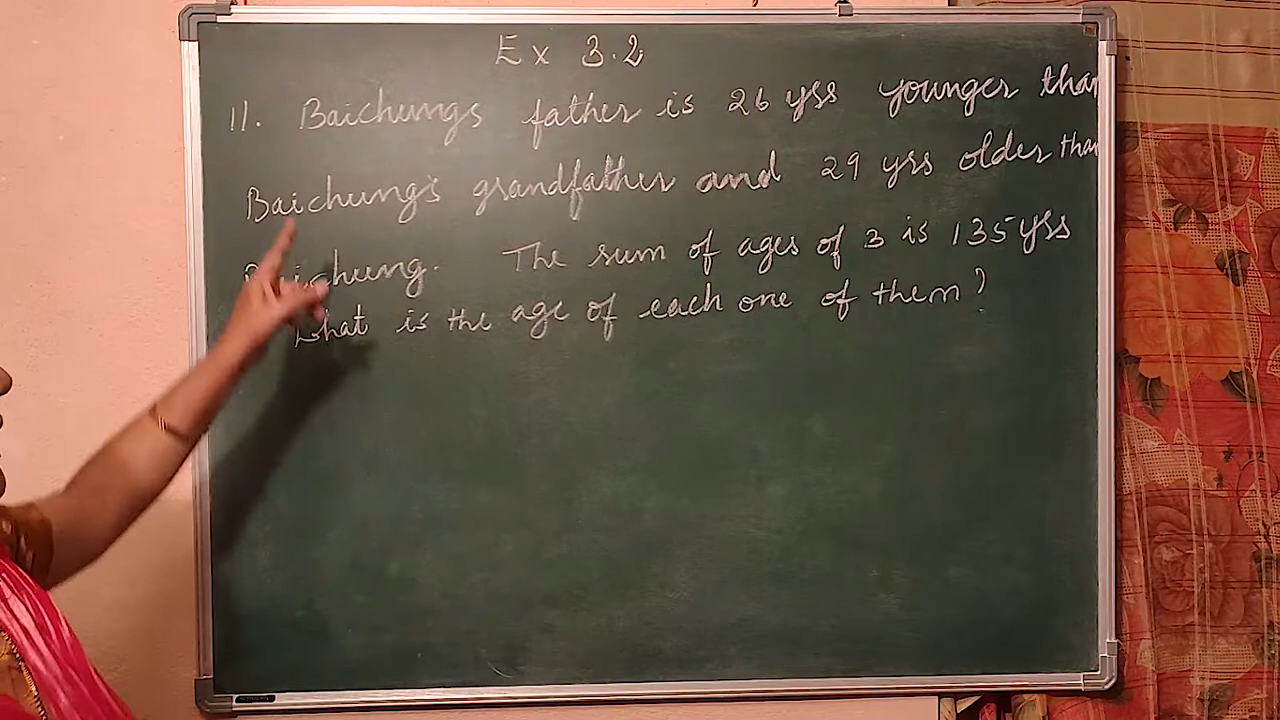 Ex 3.2
11. Baichungs father is 26 yrs younger than
Baichung's grandfather and 29 yrs older than
Baichung. The sum of ages of 3 is 135 yrs
What is the age of each one of them?